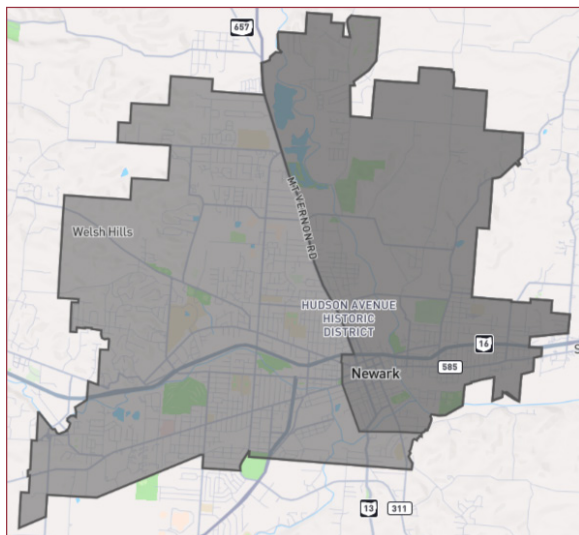 657
MT VERNON RD
Welsh Hills
HUDSON AVENUE
HISTORIC
DISTRICT
16
S
585
Newark
13
311